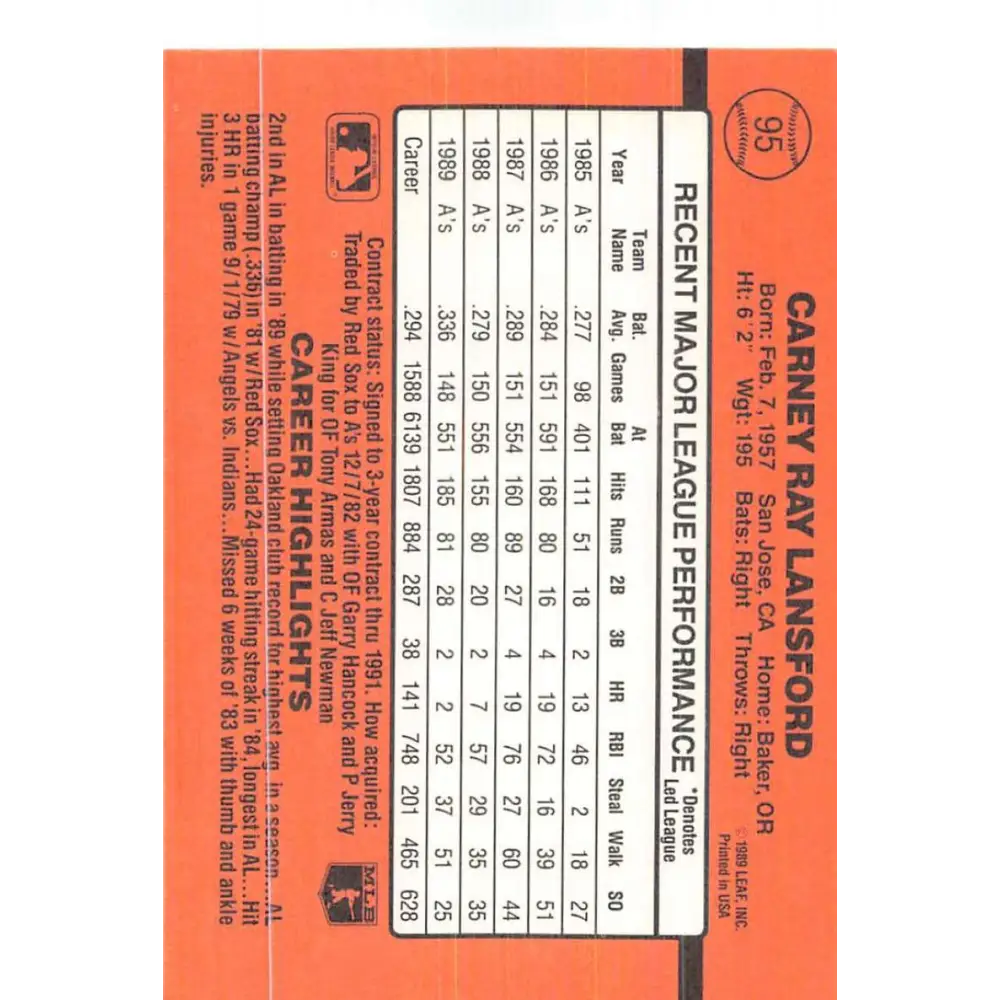 95
CARNEY RAY LANSFORD
Born: Feb. 7, 1957 San Jose, CA Home: Baker, OR
Ht: 6'2" Wgt: 195 Bats: Right Throws: Right
© 1989 LEAF, INC.
Printed in USA
RECENT MAJOR LEAGUE PERFORMANCE *Denotes Led League
Year Team Name Bat. Avg. Games At Bat Hits Runs 2B 3B HR RBI Steal Walk SO
1985 A's .277 98 401 111 51 18 2 13 46 2 18 27
1986 A's .284 151 591 168 80 16 4 19 72 16 39 51
1987 A's .289 151 554 160 89 27 4 19 76 27 60 44
1988 A's .279 150 556 155 80 20 2 7 57 29 35 35
1989 A's .336 148 551 185 81 28 2 2 52 37 51 25
Career .294 1588 6139 1807 884 287 38 141 748 201 465 628
Contract status: Signed to 3-year contract thru 1991. How acquired:
Traded by Red Sox to A's 12/7/82 with OF Garry Hancock and P Jerry
King for OF Tony Armas and C Jeff Newman
MLB
CAREER HIGHLIGHTS
2nd in AL in batting in '89 while setting Oakland club record for highest avg. in a season...AL
batting champ (.336) in '81 w/Red Sox...Had 24-game hitting streak in '84, longest in AL...Hit
3 HR in 1 game 9/1/79 w/Angels vs. Indians...Missed 6 weeks of '83 with thumb and ankle
injuries.